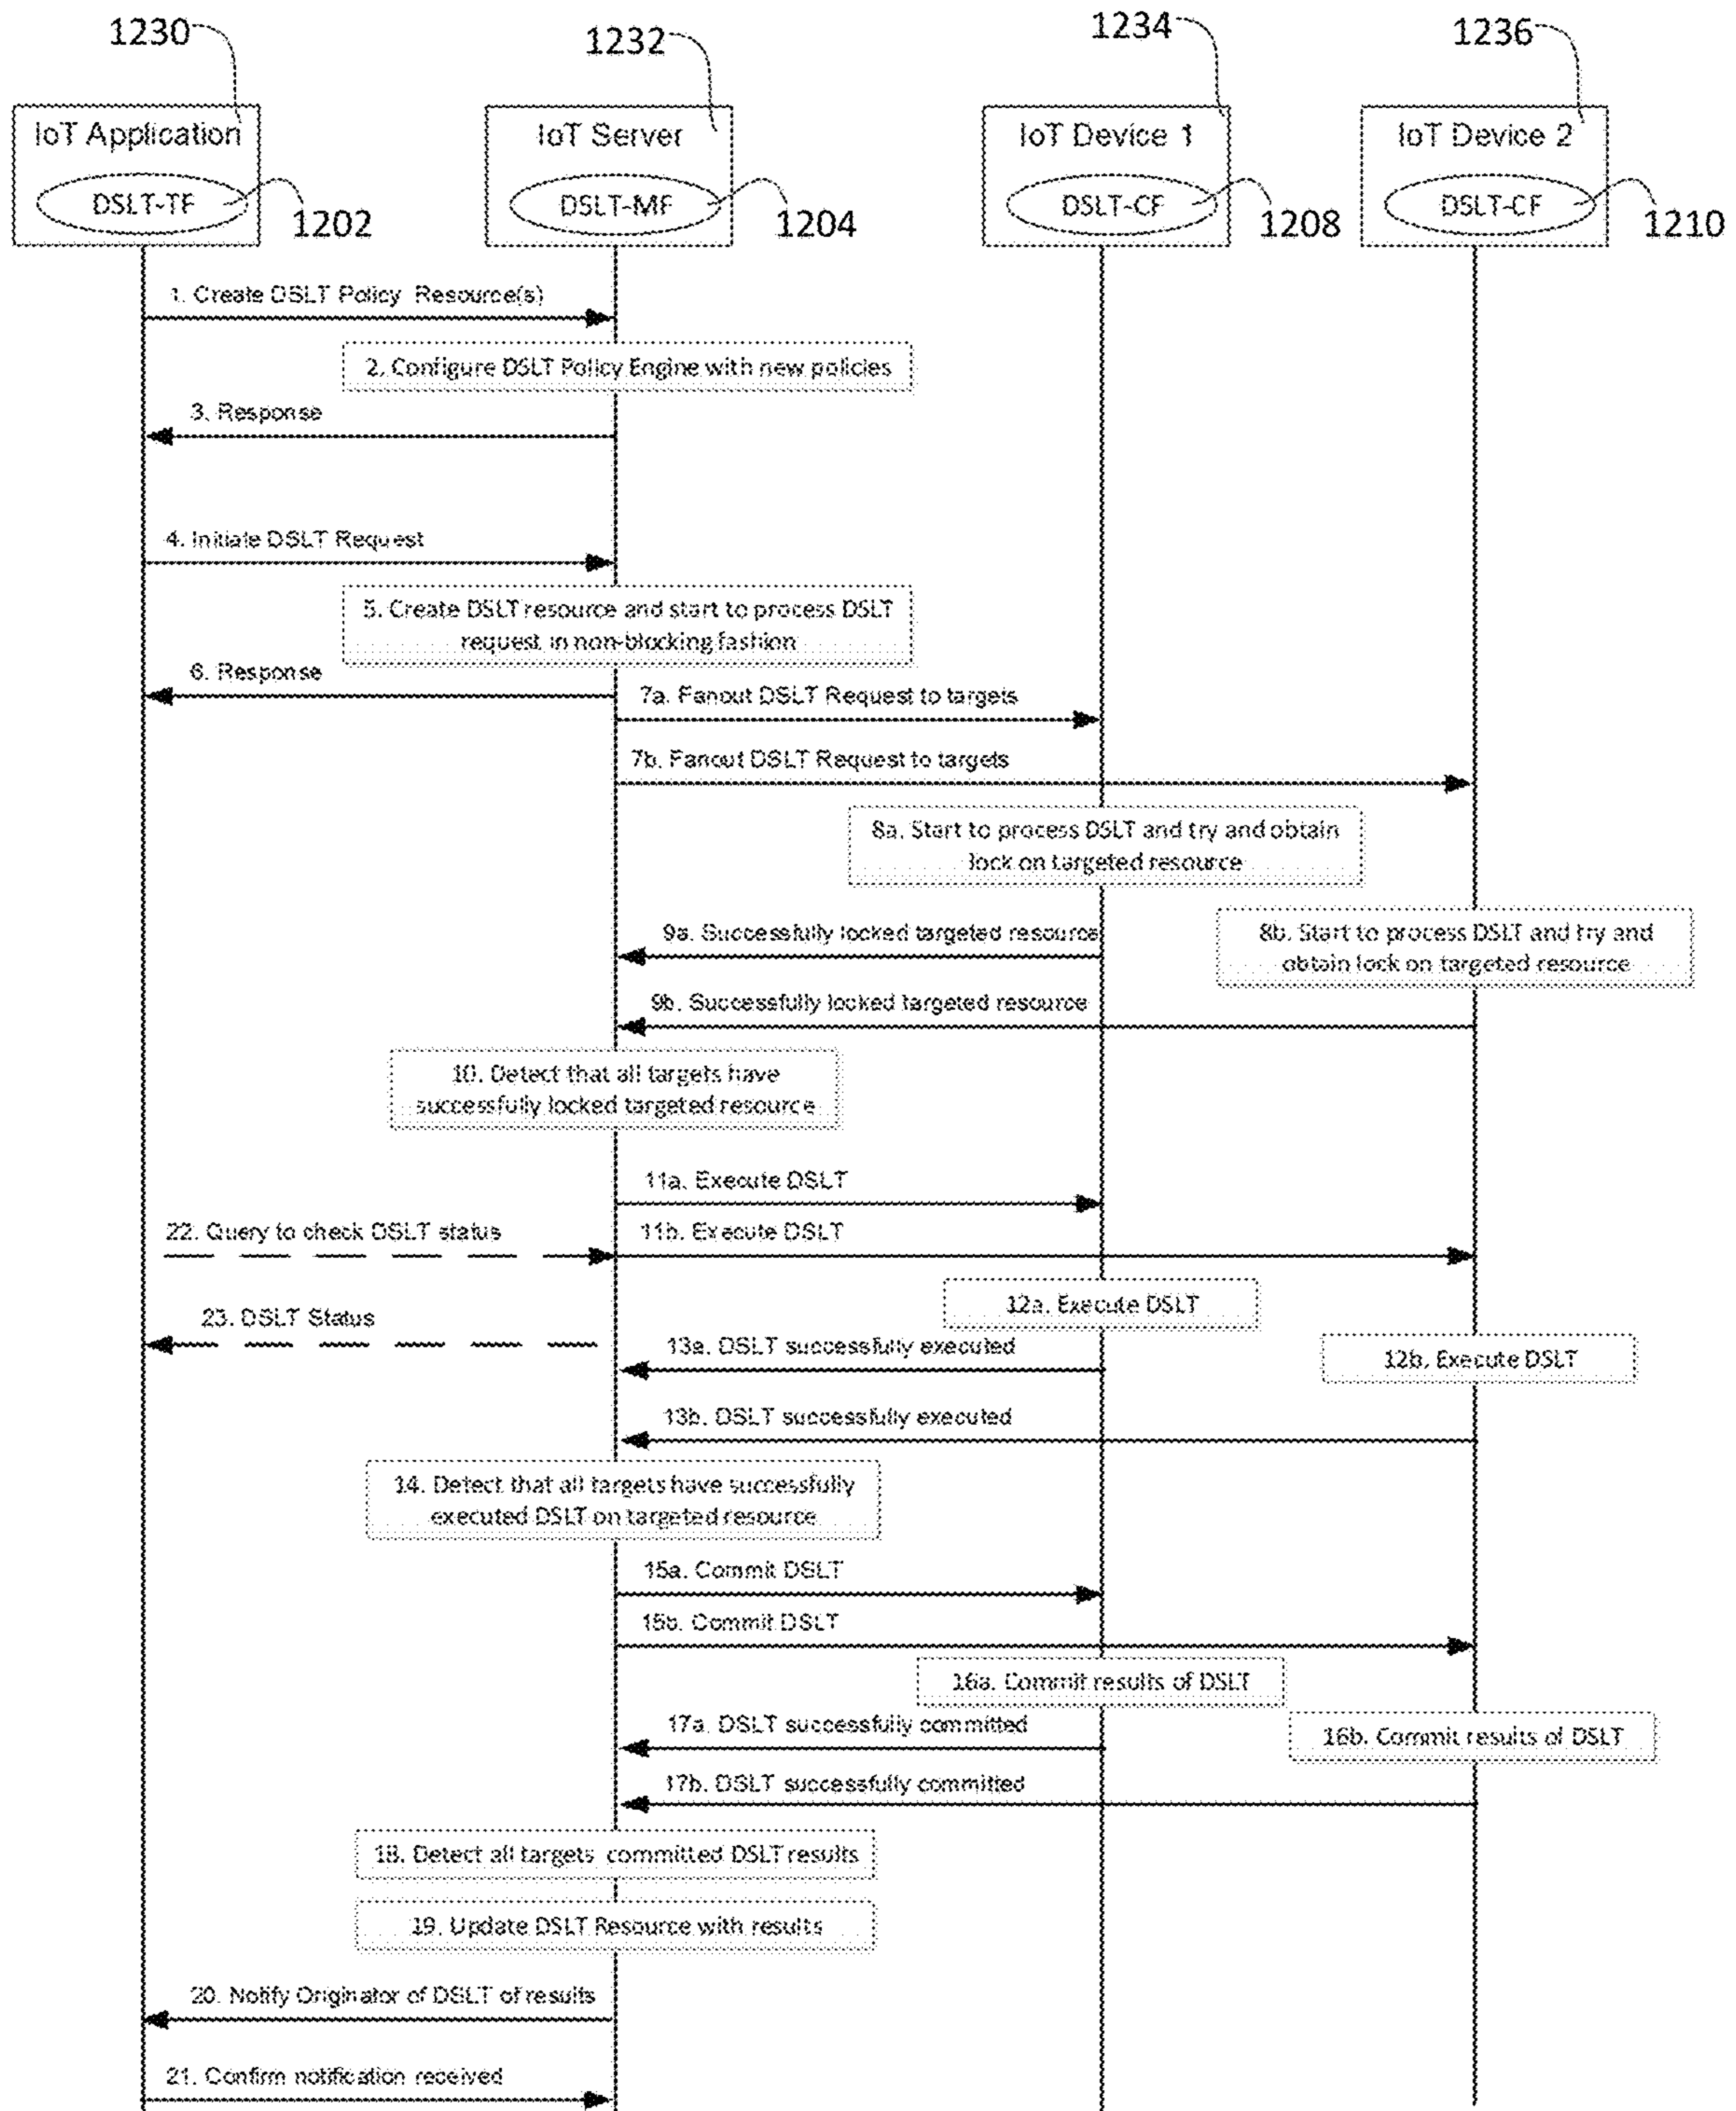 1230
1232
1234
1236
IoT Application
IoT Server
IoT Device 1
IoT Device 2
DSLT-TF
DSLT-MF
DSLT-CF
DSLT-CF
1202
1204
1208
1210
1. Create DSLT Policy Resource(s)
2. Configure DSLT Policy Engine with new policies
3. Response
4. Initiate DSLT Request
5. Create DSLT resource and start to process DSLT
request in non-blocking fashion
6. Response
7a. Fanout DSLT Request to targets
7b. Fanout DSLT Request to targets
8a. Start to process DSLT and try and obtain
lock on targeted resource
9a. Successfully locked targeted resource
8b. Start to process DSLT and try and
obtain lock on targeted resource
9b. Successfully locked targeted resource
10. Detect that all targets have
successfully locked targeted resource
11a. Execute DSLT
22. Query to check DSLT status
11b. Execute DSLT
12a. Execute DSLT
23. DSLT Status
13a. DSLT successfully executed
12b. Execute DSLT
13b. DSLT successfully executed
14. Detect that all targets have successfully
executed DSLT on targeted resource
15a. Commit DSLT
15b. Commit DSLT
16a. Commit results of DSLT
17a. DSLT successfully committed
16b. Commit results of DSLT
17b. DSLT successfully committed
18. Detect all targets committed DSLT results
19. Update DSLT Resource with results
20. Notify Originator of DSLT of results
21. Confirm notification received